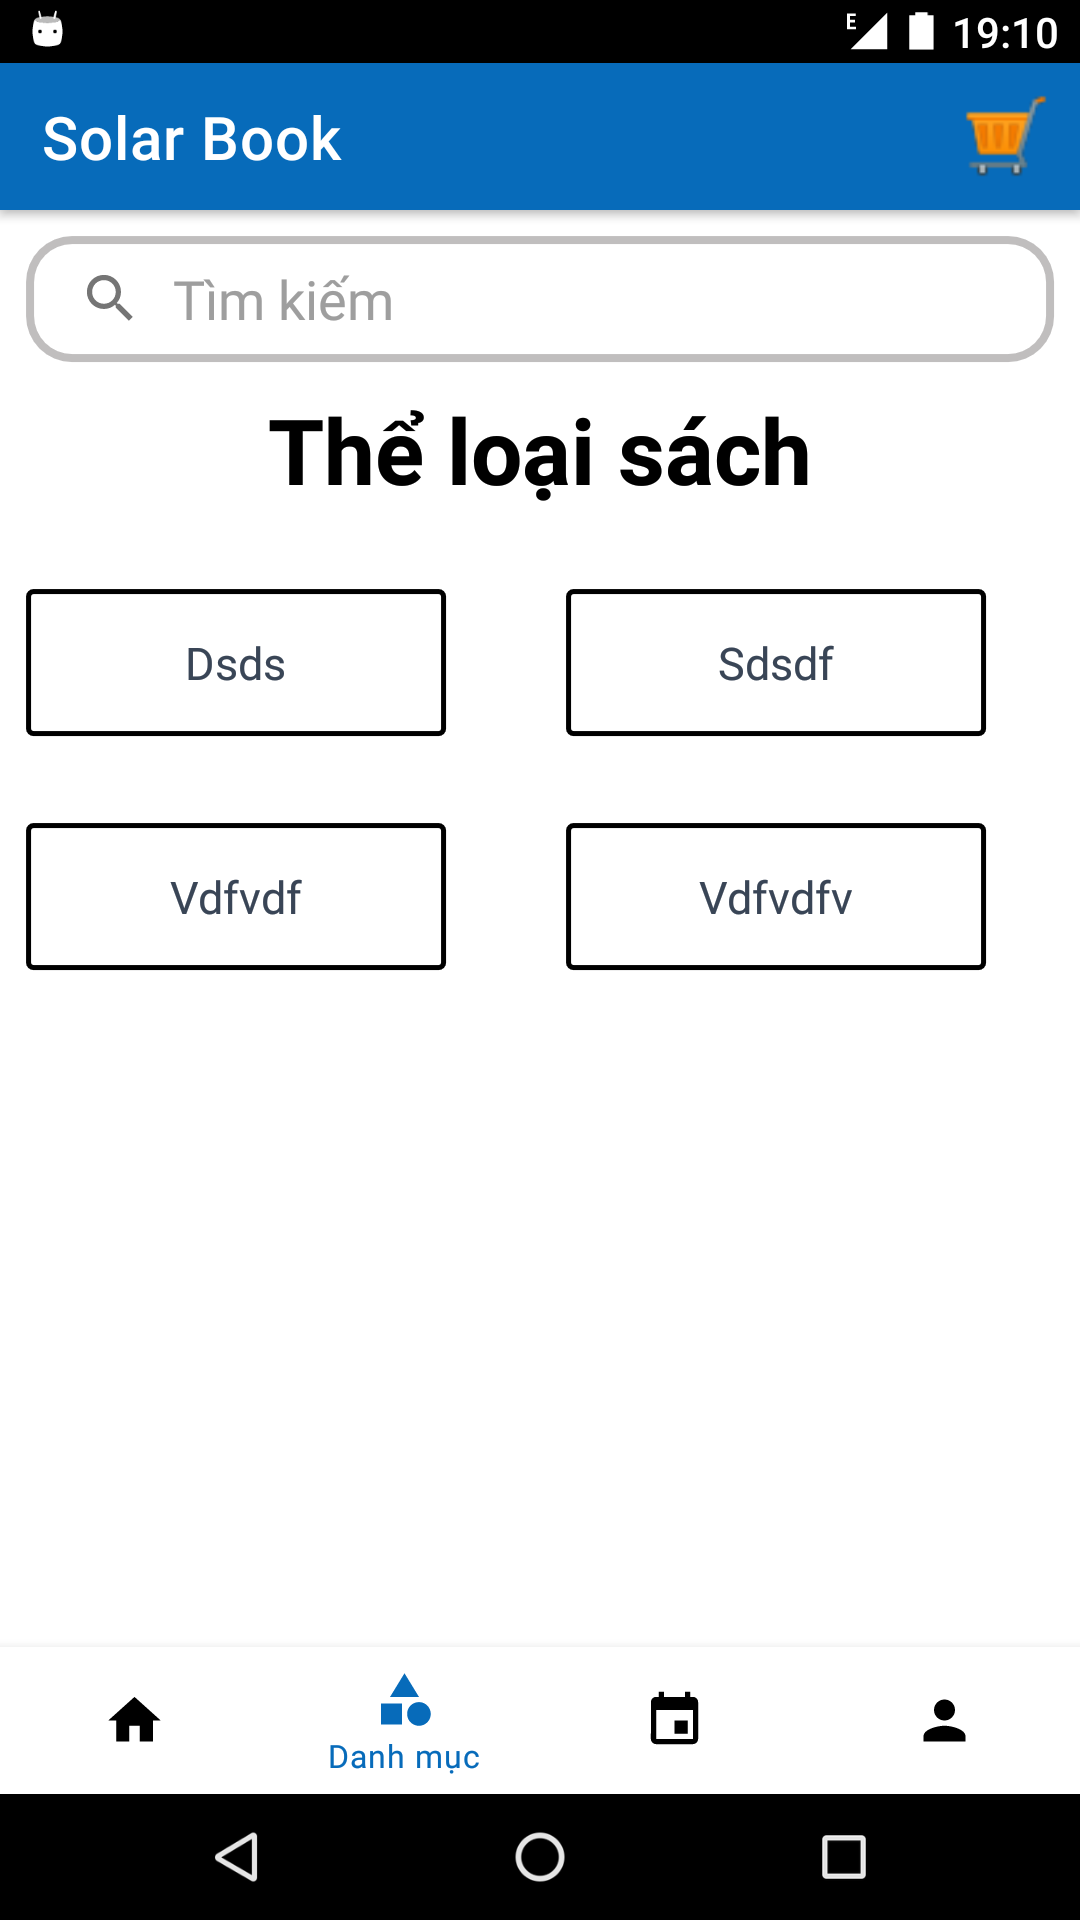 E 19:10
Solar Book
Tìm kiếm
Thể loại sách
Dsds Sdsdf
Vdfvdf Vdfvdfv
Danh mục